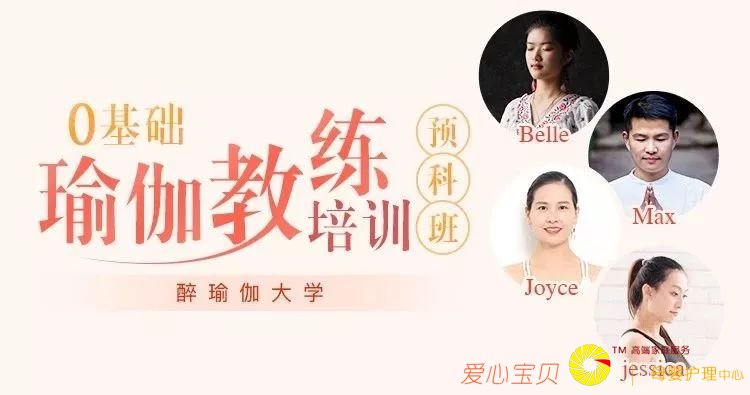 0基础
瑜伽教练
培训
预科班
醉瑜伽大学
Belle
Max
Joyce
TM 高端家庭服务
jessica
爱心宝贝
母婴护理中心